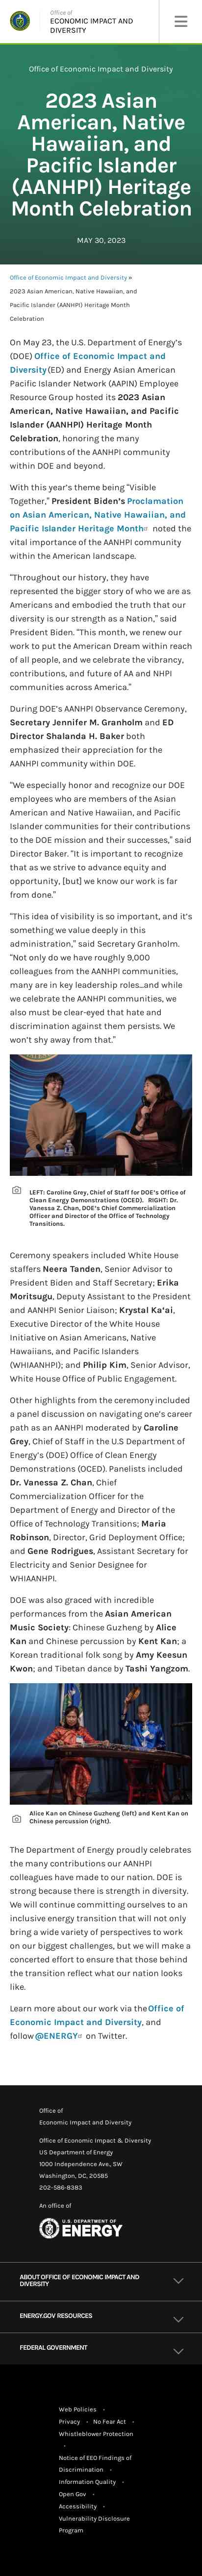 Office of
ECONOMIC IMPACT AND
DIVERSITY
Office of Economic Impact and Diversity
2023 Asian
American, Native
Hawaiian, and
Pacific Islander
(AANHPI) Heritage
Month Celebration
MAY 30, 2023
Office of Economic Impact and Diversity »
2023 Asian American, Native Hawaiian, and
Pacific Islander (AANHPI) Heritage Month
Celebration
On May 23, the U.S. Department of Energy's
(DOE) Office of Economic Impact and
Diversity (ED) and Energy Asian American
Pacific Islander Network (AAPIN) Employee
Resource Group hosted its 2023 Asian
American, Native Hawaiian, and Pacific
Islander (AANHPI) Heritage Month
Celebration, honoring the many
contributions of the AANHPI community
within DOE and beyond.
With this year's theme being "Visible
Together," President Biden's Proclamation
on Asian American, Native Hawaiian, and
Pacific Islander Heritage Month noted the
vital importance of the AANHPI community
within the American landscape.
"Throughout our history, they have
represented the bigger story of who we are as
Americans and embodied the truth that our
diversity is our strength as a Nation," said
President Biden. "This month, we renew our
work to get to make the American Dream within reach
of all people, and we celebrate the vibrancy,
contributions, and future of AA and NHPI
communities across America."
During DOE's AANHPI Observance Ceremony,
Secretary Jennifer M. Granholm and ED
Director Shalanda H. Baker both
emphasized their appreciation for the
AANHPI community within DOE.
"We especially honor and recognize our DOE
employees who are members of the Asian
American and Native Hawaiian, and Pacific
Islander communities for their contributions
to the DOE mission and their successes," said
Director Baker. "It is important to recognize
that as we strive to advance equity and
opportunity, [but] we know our work is far
from done."
"This idea of visibility is so important, and it's
something we value so deeply in this
administration," said Secretary Granholm.
"Not only do we have roughly 9,000
colleagues from the AANHPI communities,
many in key leadership roles...and while
we celebrate the AANHPI communities, we
also must be clear-eyed that hate and
discrimination against them persists. We
won't shy away from that."
LEFT: Caroline Grey, Chief of Staff for DOE's Office of
Clean Energy Demonstrations (OCED). RIGHT: Dr.
Vanessa Z. Chan, DOE's Chief Commercialization
Officer and Director of the Office of Technology
Transitions.
Ceremony speakers included White House
staffers Neera Tanden, Senior Advisor to
President Biden and Staff Secretary; Erika
Moritsugu, Deputy Assistant to the President
and AANHPI Senior Liaison; Krystal Ka'ai,
Executive Director of the White House
Initiative on Asian Americans, Native
Hawaiians, and Pacific Islanders
(WHIAANHPI); and Philip Kim, Senior Advisor,
White House Office of Public Engagement.
Other highlights from the ceremony included
a panel discussion on navigating one's career
path as an AANHPI moderated by Caroline
Grey, Chief of Staff in the U.S Department of
Energy's (DOE) Office of Clean Energy
Demonstrations (OCED). Panelists included
Dr. Vanessa Z. Chan, Chief
Commercialization Officer for the
Department of Energy and Director of the
Office of Technology Transitions; Maria
Robinson, Director, Grid Deployment Office;
and Gene Rodrigues, Assistant Secretary for
Electricity and Senior Designee for
WHIAANHPI.
DOE was also graced with incredible
performances from the Asian American
Music Society: Chinese Guzheng by Alice
Kan and Chinese percussion by Kent Kan; a
Korean traditional folk song by Amy Keesun
Kwon; and Tibetan dance by Tashi Yangzom.
Alice Kan on Chinese Guzheng (left) and Kent Kan on
Chinese percussion (right).
The Department of Energy proudly celebrates
the many contributions our AANHPI
colleagues have made to our nation. DOE is
strong because there is strength in diversity.
We will continue committing ourselves to an
inclusive energy transition that will not only
bring a wide variety of perspectives to work
on our biggest challenges, but we will make a
concerted effort to ensure that those behind
the transition reflect what our nation looks
like.
Learn more about our work via the Office of
Economic Impact and Diversity, and
follow @ENERGY on Twitter.
Office of
Economic Impact and Diversity
Office of Economic Impact & Diversity
US Department of Energy
1000 Independence Ave., SW
Washington, DC, 20585
202-586-8383
An office of
U.S. DEPARTMENT OF
ENERGY
ABOUT OFFICE OF ECONOMIC IMPACT AND
DIVERSITY
ENERGY.GOV RESOURCES
FEDERAL GOVERNMENT
Web Policies •
Privacy • No Fear Act •
Whistleblower Protection
•
Notice of EEO Findings of
Discrimination •
Information Quality •
Open Gov •
Accessibility •
Vulnerability Disclosure
Program